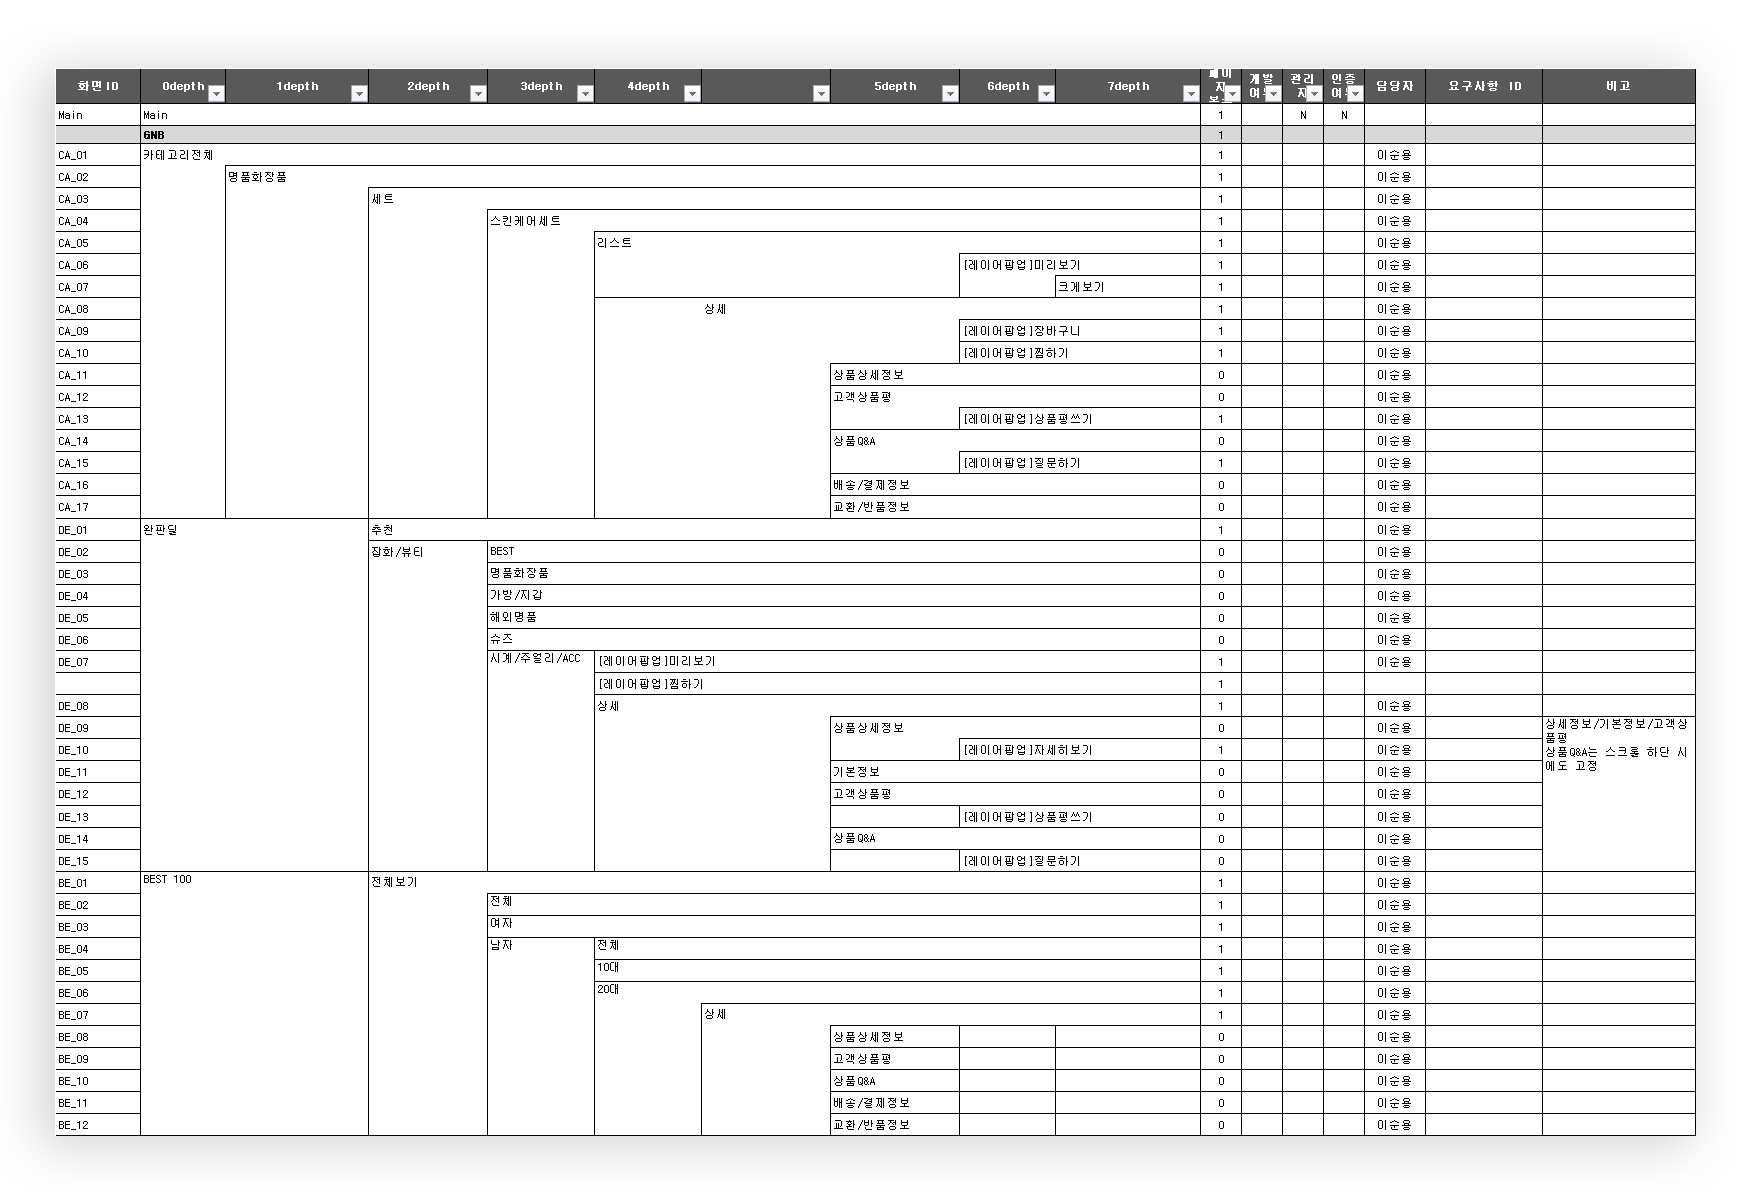 화면ID 0depth 1depth 2depth 3depth 4depth 5depth 6depth 7depth 페이지 개발 관리 인증 담당자 요구사항 ID 비고
Main Main 1 N N
GNB 1
CA_01 카테고리전체 1 이순용
CA_02 명품화장품 1 이순용
CA_03 세트 1 이순용
CA_04 스킨케어세트 1 이순용
CA_05 리스트 1 이순용
CA_06 [레이어팝업]미리보기 1 이순용
CA_07 크게보기 1 이순용
CA_08 상세 1 이순용
CA_09 [레이어팝업]장바구니 1 이순용
CA_10 [레이어팝업]찜하기 1 이순용
CA_11 상품상세정보 0 이순용
CA_12 고객상품평 0 이순용
CA_13 [레이어팝업]상품평쓰기 1 이순용
CA_14 상품Q&A 0 이순용
CA_15 [레이어팝업]질문하기 1 이순용
CA_16 배송/결제정보 0 이순용
CA_17 교환/반품정보 0 이순용
DE_01 완판딜 추천 1 이순용
DE_02 잡화/뷰티 BEST 0 이순용
DE_03 명품화장품 0 이순용
DE_04 가방/지갑 0 이순용
DE_05 해외명품 0 이순용
DE_06 슈즈 0 이순용
DE_07 시계/주얼리/ACC [레이어팝업]미리보기 1 이순용
[레이어팝업]찜하기 1
DE_08 상세 1 이순용
DE_09 상품상세정보 0 이순용 상세정보/기본정보/고객상
품평
DE_10 [레이어팝업]자세히보기 1 이순용 상품Q&A는 스크롤 하단 시
에도 고정
DE_11 기본정보 0 이순용
DE_12 고객상품평 0 이순용
DE_13 [레이어팝업]상품평쓰기 0 이순용
DE_14 상품Q&A 0 이순용
DE_15 [레이어팝업]질문하기 0 이순용
BE_01 BEST 100 전체보기 1 이순용
BE_02 전체 1 이순용
BE_03 여자 1 이순용
BE_04 남자 전체 1 이순용
BE_05 10대 1 이순용
BE_06 20대 1 이순용
BE_07 상세 1 이순용
BE_08 상품상세정보 0 이순용
BE_09 고객상품평 0 이순용
BE_10 상품Q&A 0 이순용
BE_11 배송/결제정보 0 이순용
BE_12 교환/반품정보 0 이순용